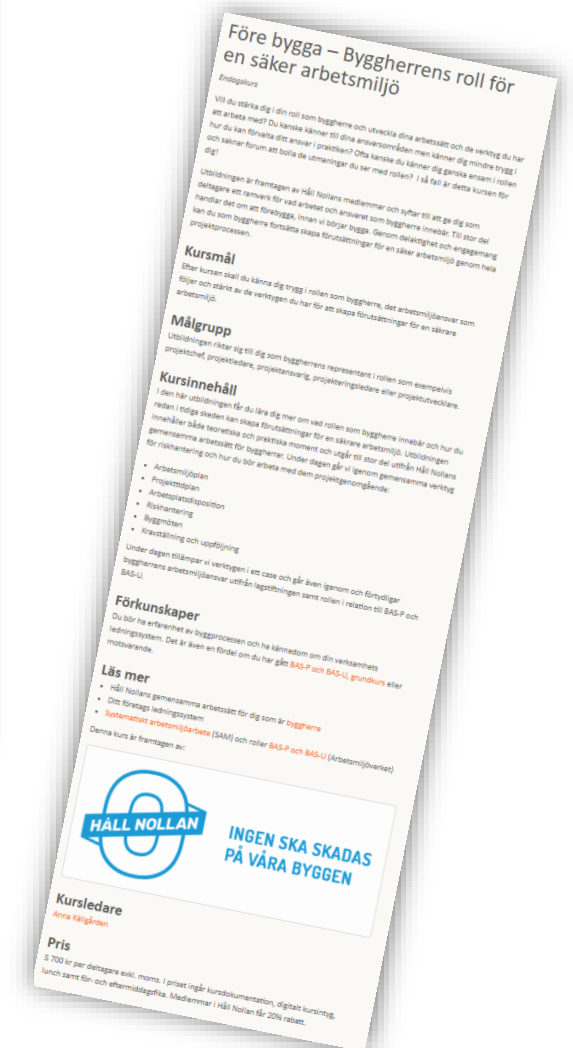 Före bygga – Byggherrens roll för
en säker arbetsmiljö
Endagskurs
Vill du stärka dig i din roll som byggherre och utveckla dina arbetssätt och de verktyg du har
att arbeta med? Du kanske känner till dina ansvarsområden men känner dig mindre trygg i
hur du kan förvalta ditt ansvar i praktiken? Ofta kanske du känner dig ganska ensam i rollen
och saknar forum att bolla de utmaningar du ser med rollen? I så fall är detta kursen för
dig!
Utbildningen är framtagen av Håll Nollans medlemmar och syftar till att ge dig som
deltagare ett ramverk för vad arbetet och ansvaret som byggherre innebär. Till stor del
handlar det om att förebygga, innan vi börjar bygga. Genom delaktighet och engagemang
kan du som byggherre fortsätta skapa förutsättningar för en säker arbetsmiljö genom hela
projektprocessen.
Kursmål
Efter kursen skall du känna dig trygg i rollen som byggherre, det arbetsmiljöansvar som
följer och stärkt av de verktygen du har för att skapa förutsättningar för en säkrare
arbetsmiljö.
Målgrupp
Utbildningen riktar sig till dig som byggherrens representant i rollen som exempelvis
projektchef, projektledare, projektansvarig, projekteringsledare eller projektutvecklare.
Kursinnehåll
I den här utbildningen får du lära dig mer om vad rollen som byggherre innebär och hur du
redan i tidiga skeden kan skapa förutsättningar för en säkrare arbetsmiljö. Utbildningen
innehåller både teoretiska och praktiska moment och utgår till stor del utifrån Håll Nollans
gemensamma arbetssätt för byggherrar. Under dagen går vi igenom gemensamma verktyg
för riskhantering och hur du bör arbeta med dem projektgenomgående:
• Arbetsmiljöplan
• Projekttidplan
• Arbetsplatsdisposition
• Riskhantering
• Byggmöten
• Kravställning och uppföljning
Under dagen tillämpar vi verktygen i ett case och går även igenom och förtydligar
byggherrens arbetsmiljöansvar utifrån lagstiftningen samt rollen i relation till BAS-P och
BAS-U.
Förkunskaper
Du bör ha erfarenhet av byggprocessen och ha kännedom om din verksamhets
ledningssystem. Det är även en fördel om du har gått BAS-P och BAS-U, grundkurs eller
motsvarande.
Läs mer
• Håll Nollans gemensamma arbetssätt för dig som är byggherre
• Ditt företags ledningssystem
• Systematiskt arbetsmiljöarbete (SAM) och roller BAS-P och BAS-U (Arbetsmiljöverket)
Denna kurs är framtagen av:
HÅLL NOLLAN
INGEN SKA SKADAS
PÅ VÅRA BYGGEN
Kursledare
Anna Källgården
Pris
5 700 kr per deltagare exkl. moms. I priset ingår kursdokumentation, digitalt kursintyg,
lunch samt för- och eftermiddagsfika. Medlemmar i Håll Nollan får 20% rabatt.